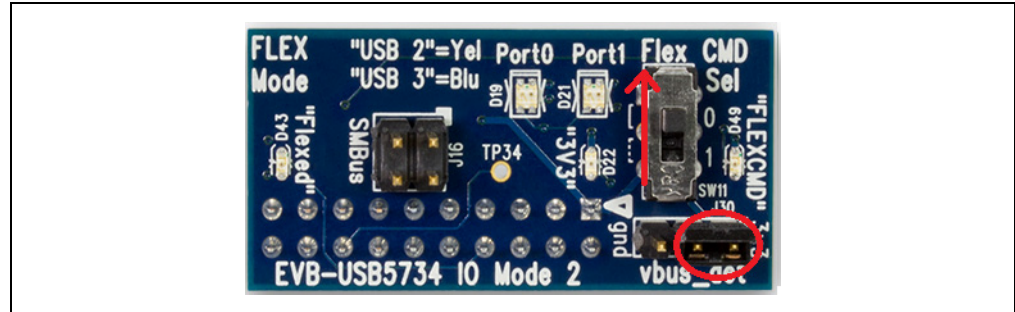 FLEX Mode
"USB 2"=Yel
"USB 3"=Blu
Port0
Port1
Flex CMD Sel
D19
D21
0
1
D43
"Flexed"
SMBus
J16
TP34
"3V3"
D22
D49
"FLEXCMD"
SW11
J30
gnd
EVB-USB5734 IO Mode 2
vbus_det